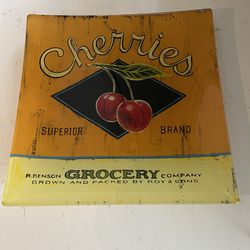 Cherries
SUPERIOR BRAND
R. BENSON GROCERY COMPANY
GROWN AND PACKED BY ROY & SONS